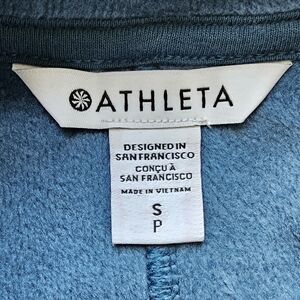 ATHLETA
DESIGNED IN
SAN FRANCISCO
CONÇU À
SAN FRANCISCO
MADE IN VIETNAM
S
P